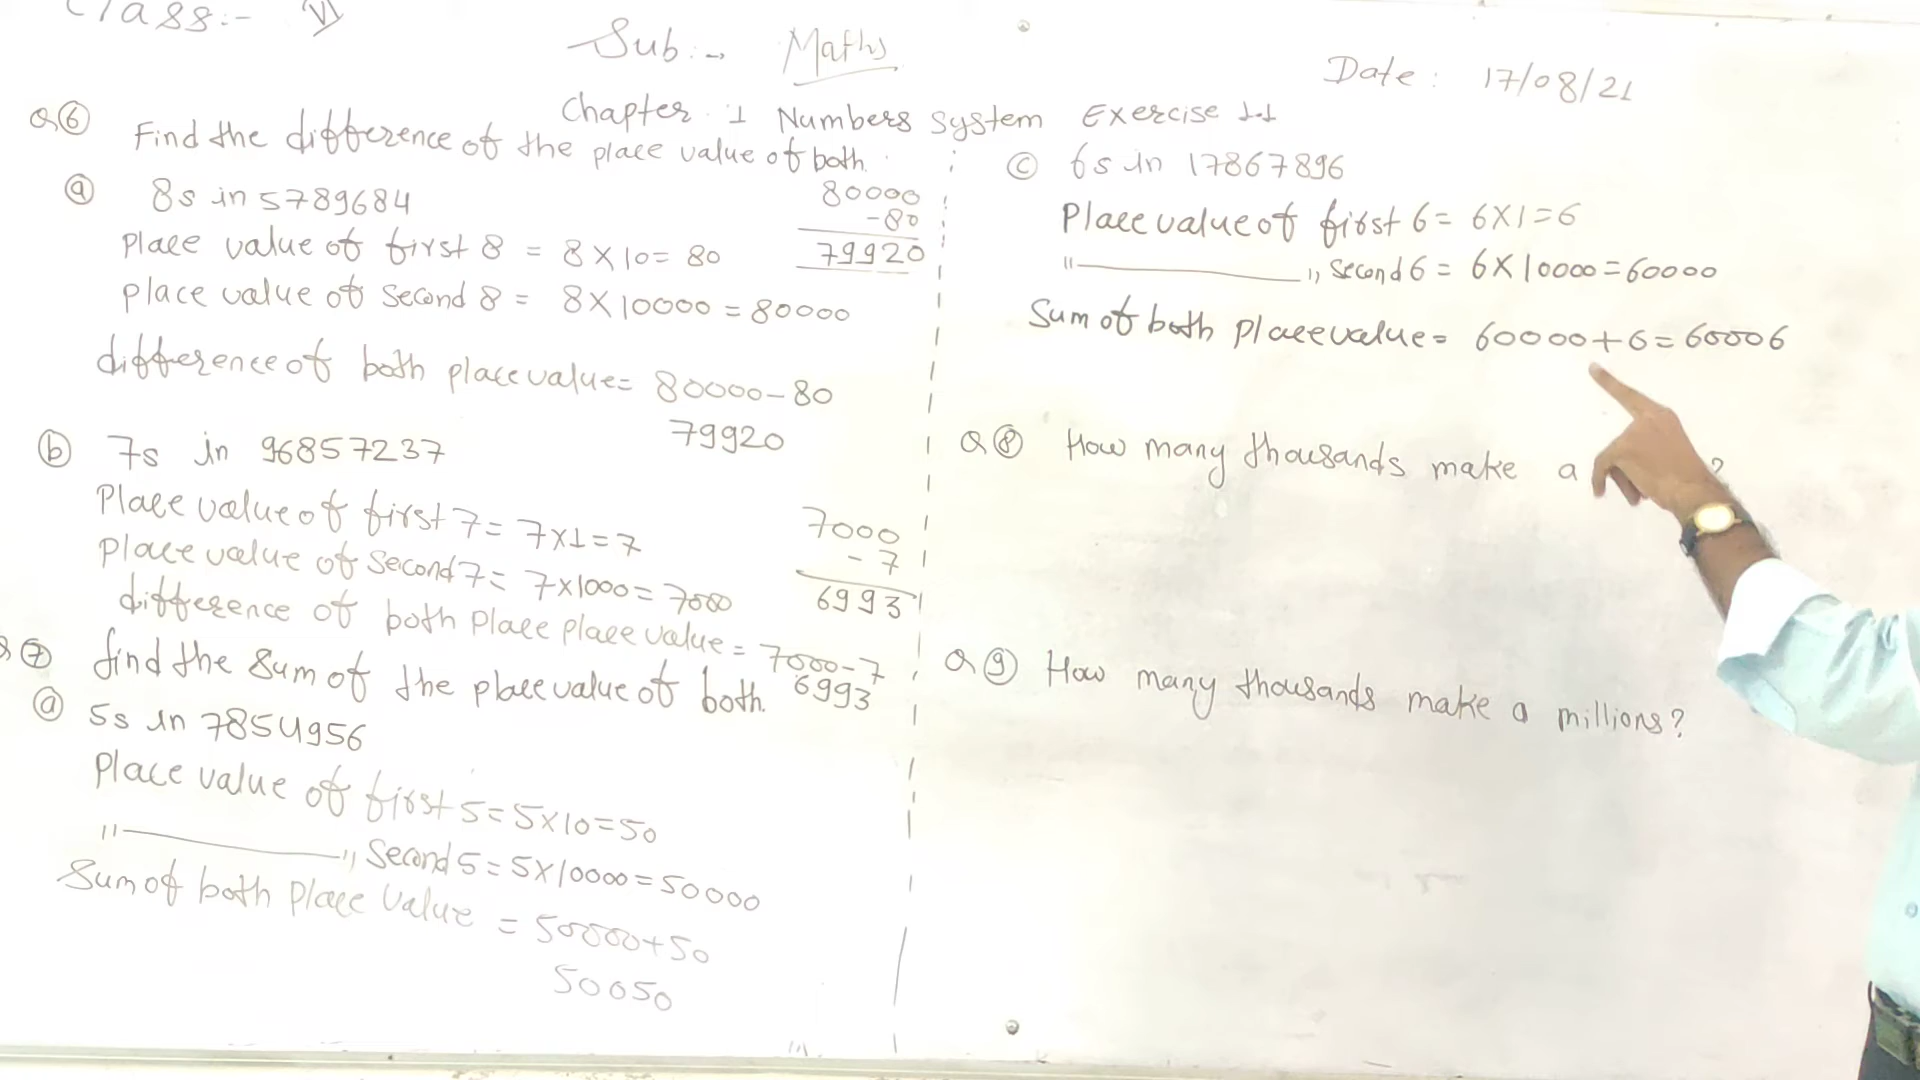 Class:- VI
Sub:- Maths
Date: 17/08/21
Chapter 1 Numbers system Exercise 1.1
Q.6 Find the difference of the place value of both.
a 8s in 5789684
Place value of first 8 = 8 X 10 = 80
place value of second 8 = 8 X 10000 = 80000
80000
-80
79920
difference of both place value = 80000-80
79920
b 7s in 96857237
Place value of first 7 = 7x1 = 7
place value of second 7 = 7x1000 = 7000
7000
- 7
6993
difference of both place place value = 7000-7
6993
7 find the sum of the place value of both.
a 5s in 7854956
Place value of first 5 = 5X10 = 50
"———" second 5 = 5X10000 = 50000
Sum of both place value = 50000+50
50050
c 6s in 17867896
Place value of first 6 = 6X1 = 6
"———" second 6 = 6X10000 = 60000
Sum of both place value = 60000+6 = 60006
Q 8 How many thousands make a ?
Q 9 How many thousands make a millions?